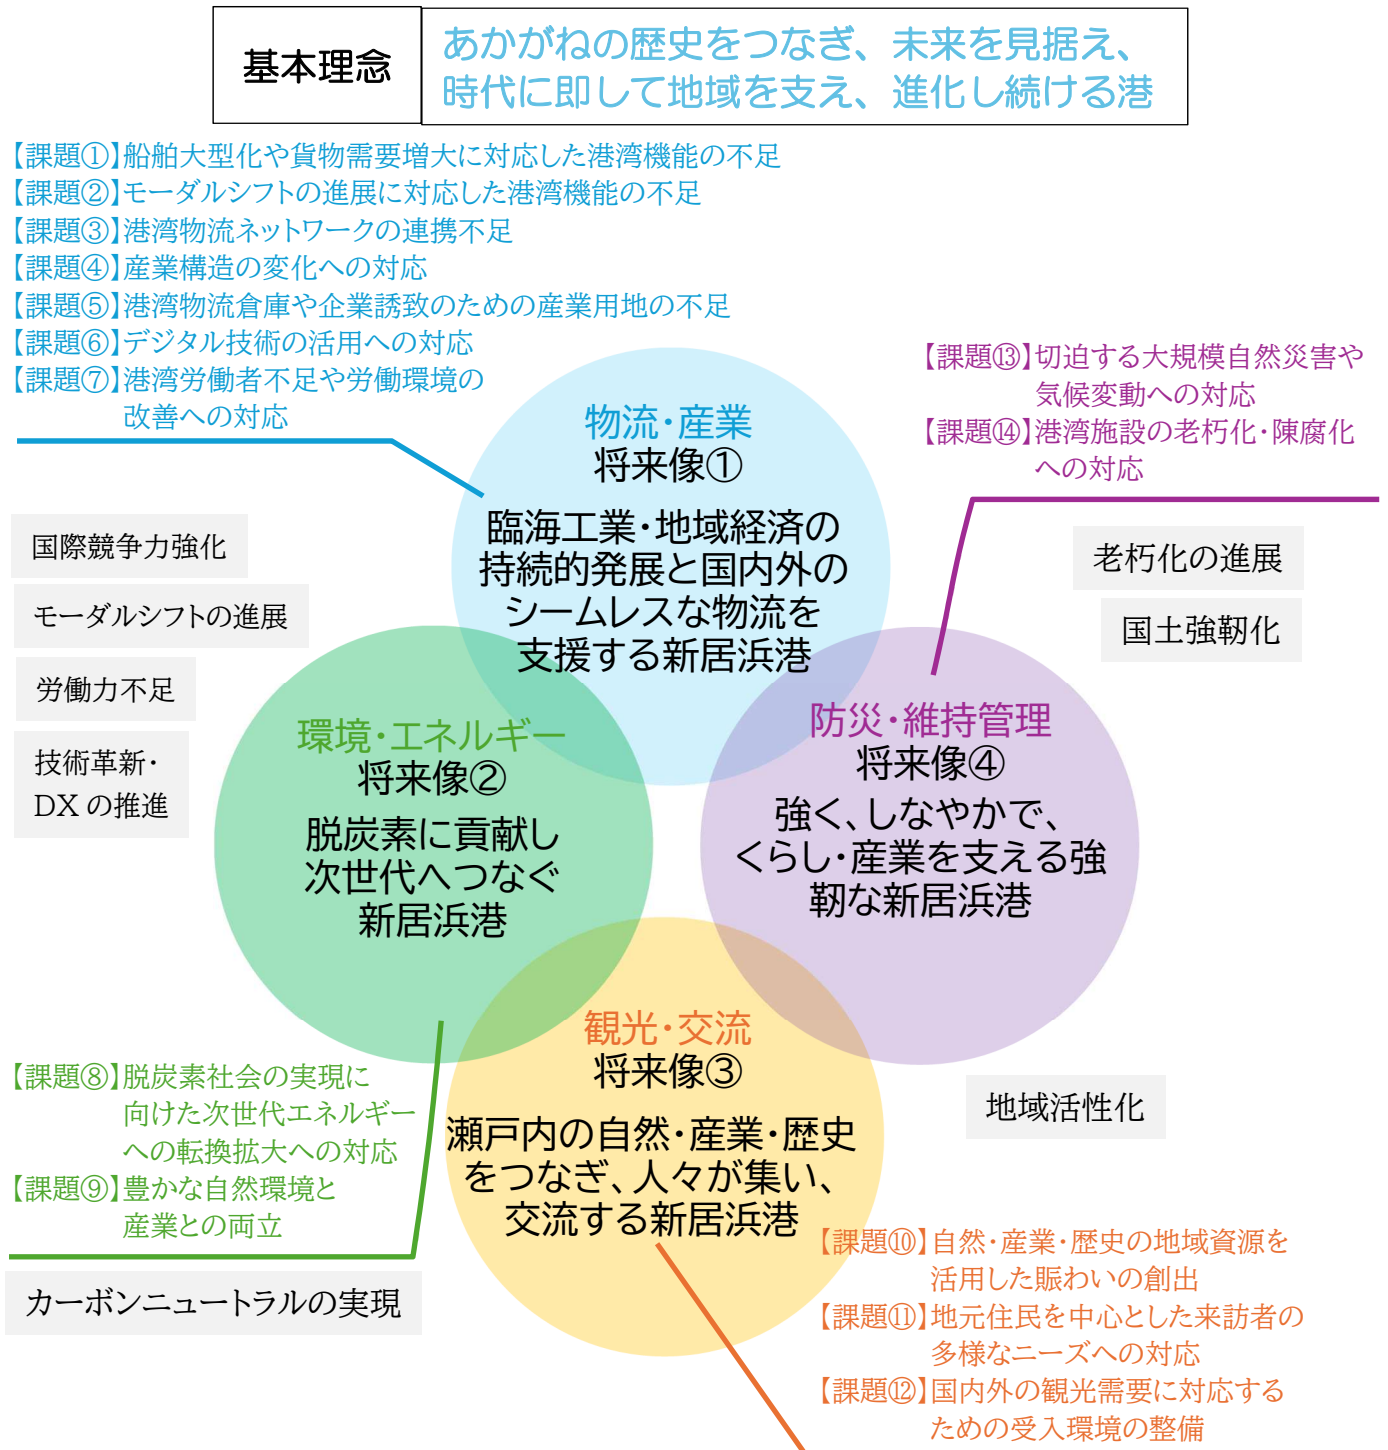 基本理念
あかがねの歴史をつなぎ、未来を見据え、
時代に即して地域を支え、進化し続ける港
【課題①】船舶大型化や貨物需要増大に対応した港湾機能の不足
【課題②】モーダルシフトの進展に対応した港湾機能の不足
【課題③】港湾物流ネットワークの連携不足
【課題④】産業構造の変化への対応
【課題⑤】港湾物流倉庫や企業誘致のための産業用地の不足
【課題⑥】デジタル技術の活用への対応
【課題⑦】港湾労働者不足や労働環境の
改善への対応
【課題⑬】切迫する大規模自然災害や
気候変動への対応
【課題⑭】港湾施設の老朽化・陳腐化
への対応
物流・産業
将来像①
臨海工業・地域経済の
持続的発展と国内外の
シームレスな物流を
支援する新居浜港
国際競争力強化
モーダルシフトの進展
労働力不足
技術革新・
DXの推進
老朽化の進展
国土強靭化
環境・エネルギー
将来像②
脱炭素に貢献し
次世代へつなぐ
新居浜港
防災・維持管理
将来像④
強く、しなやかで、
くらし・産業を支える強
靭な新居浜港
観光・交流
将来像③
瀬戸内の自然・産業・歴史
をつなぎ、人々が集い、
交流する新居浜港
【課題⑧】脱炭素社会の実現に
向けた次世代エネルギー
への転換拡大への対応
【課題⑨】豊かな自然環境と
産業との両立
カーボンニュートラルの実現
地域活性化
【課題⑩】自然・産業・歴史の地域資源を
活用した賑わいの創出
【課題⑪】地元住民を中心とした来訪者の
多様なニーズへの対応
【課題⑫】国内外の観光需要に対応する
ための受入環境の整備